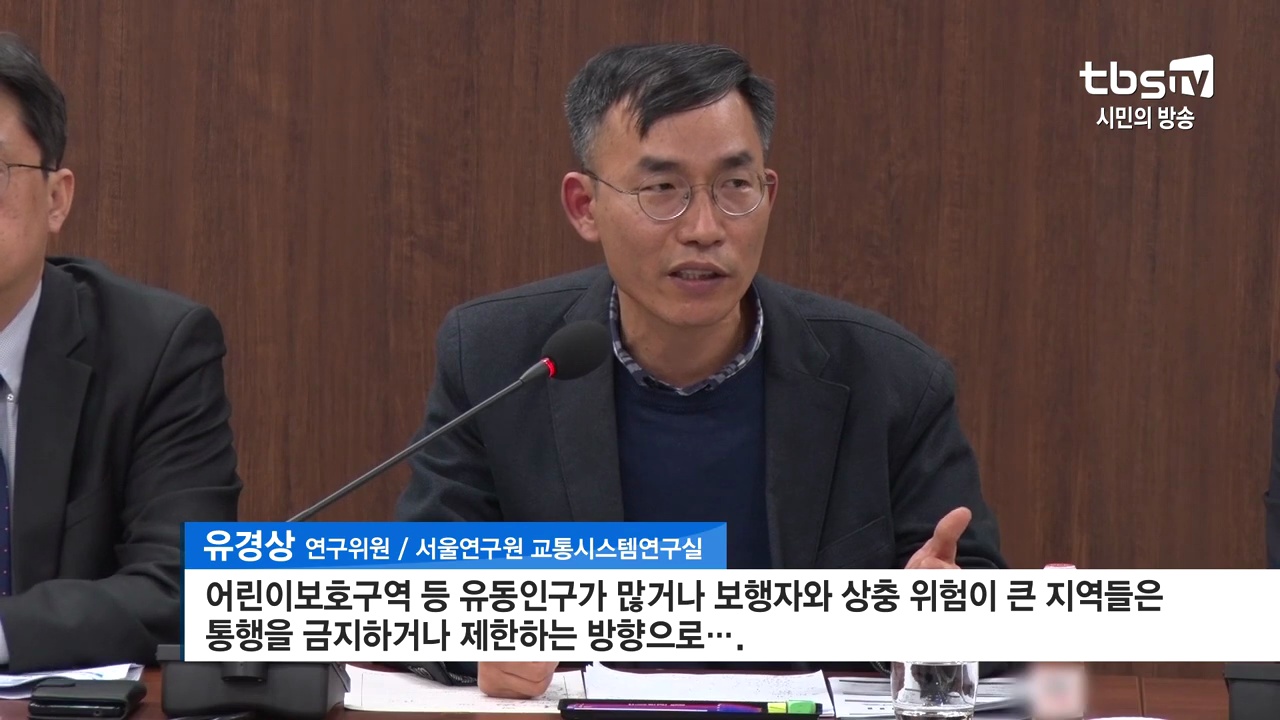 tbsTV
시민의 방송
유경상 연구위원 / 서울연구원 교통시스템연구실
어린이보호구역 등 유동인구가 많거나 보행자와 상충 위험이 큰 지역들은
통행을 금지하거나 제한하는 방향으로….